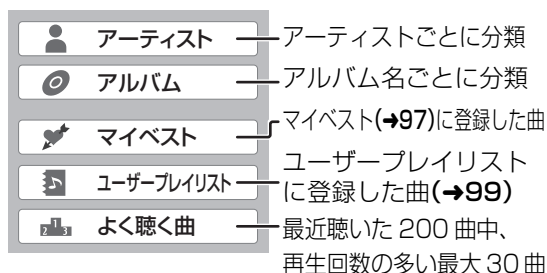 アーティスト アーティストごとに分類
アルバム アルバム名ごとに分類
マイベスト マイベスト(➜97)に登録した曲
ユーザープレイリスト ユーザープレイリスト
に登録した曲(➜99)
よく聴く曲 最近聴いた 200 曲中、
再生回数の多い最大 30 曲
2 1 3